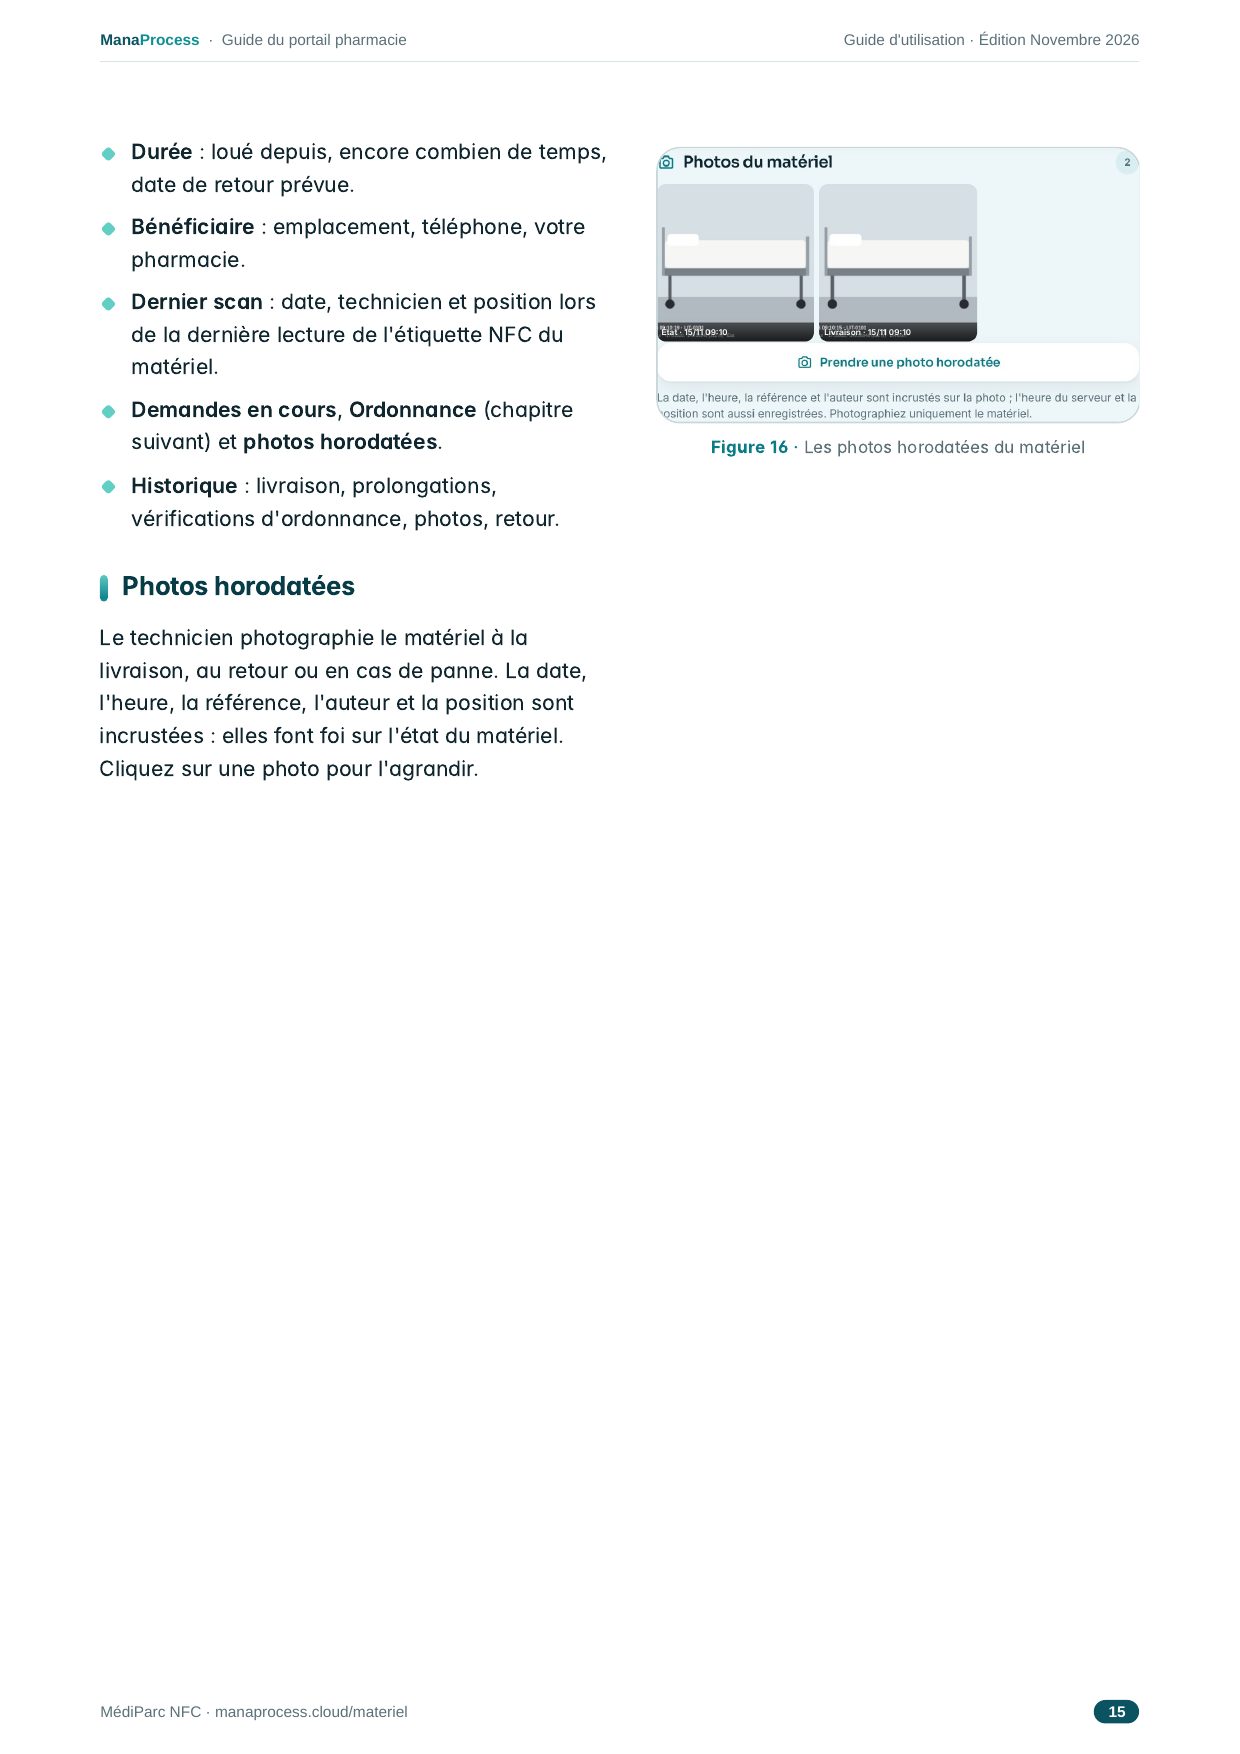 ManaProcess · Guide du portail pharmacie
Guide d'utilisation · Édition Novembre 2026
Durée : loué depuis, encore combien de temps,
date de retour prévue.
Bénéficiaire : emplacement, téléphone, votre
pharmacie.
Dernier scan : date, technicien et position lors
de la dernière lecture de l'étiquette NFC du
matériel.
Demandes en cours, Ordonnance (chapitre
suivant) et photos horodatées.
Historique : livraison, prolongations,
vérifications d'ordonnance, photos, retour.
Photos horodatées
Le technicien photographie le matériel à la
livraison, au retour ou en cas de panne. La date,
l'heure, la référence, l'auteur et la position sont
incrustées : elles font foi sur l'état du matériel.
Cliquez sur une photo pour l'agrandir.
Photos du matériel
2
État · 15/11 09:10
Livraison · 15/11 09:10
Prendre une photo horodatée
La date, l'heure, la référence et l'auteur sont incrustés sur la photo ; l'heure du serveur et la
position sont aussi enregistrées. Photographiez uniquement le matériel.
Figure 16 · Les photos horodatées du matériel
MédiParc NFC · manaprocess.cloud/materiel
15